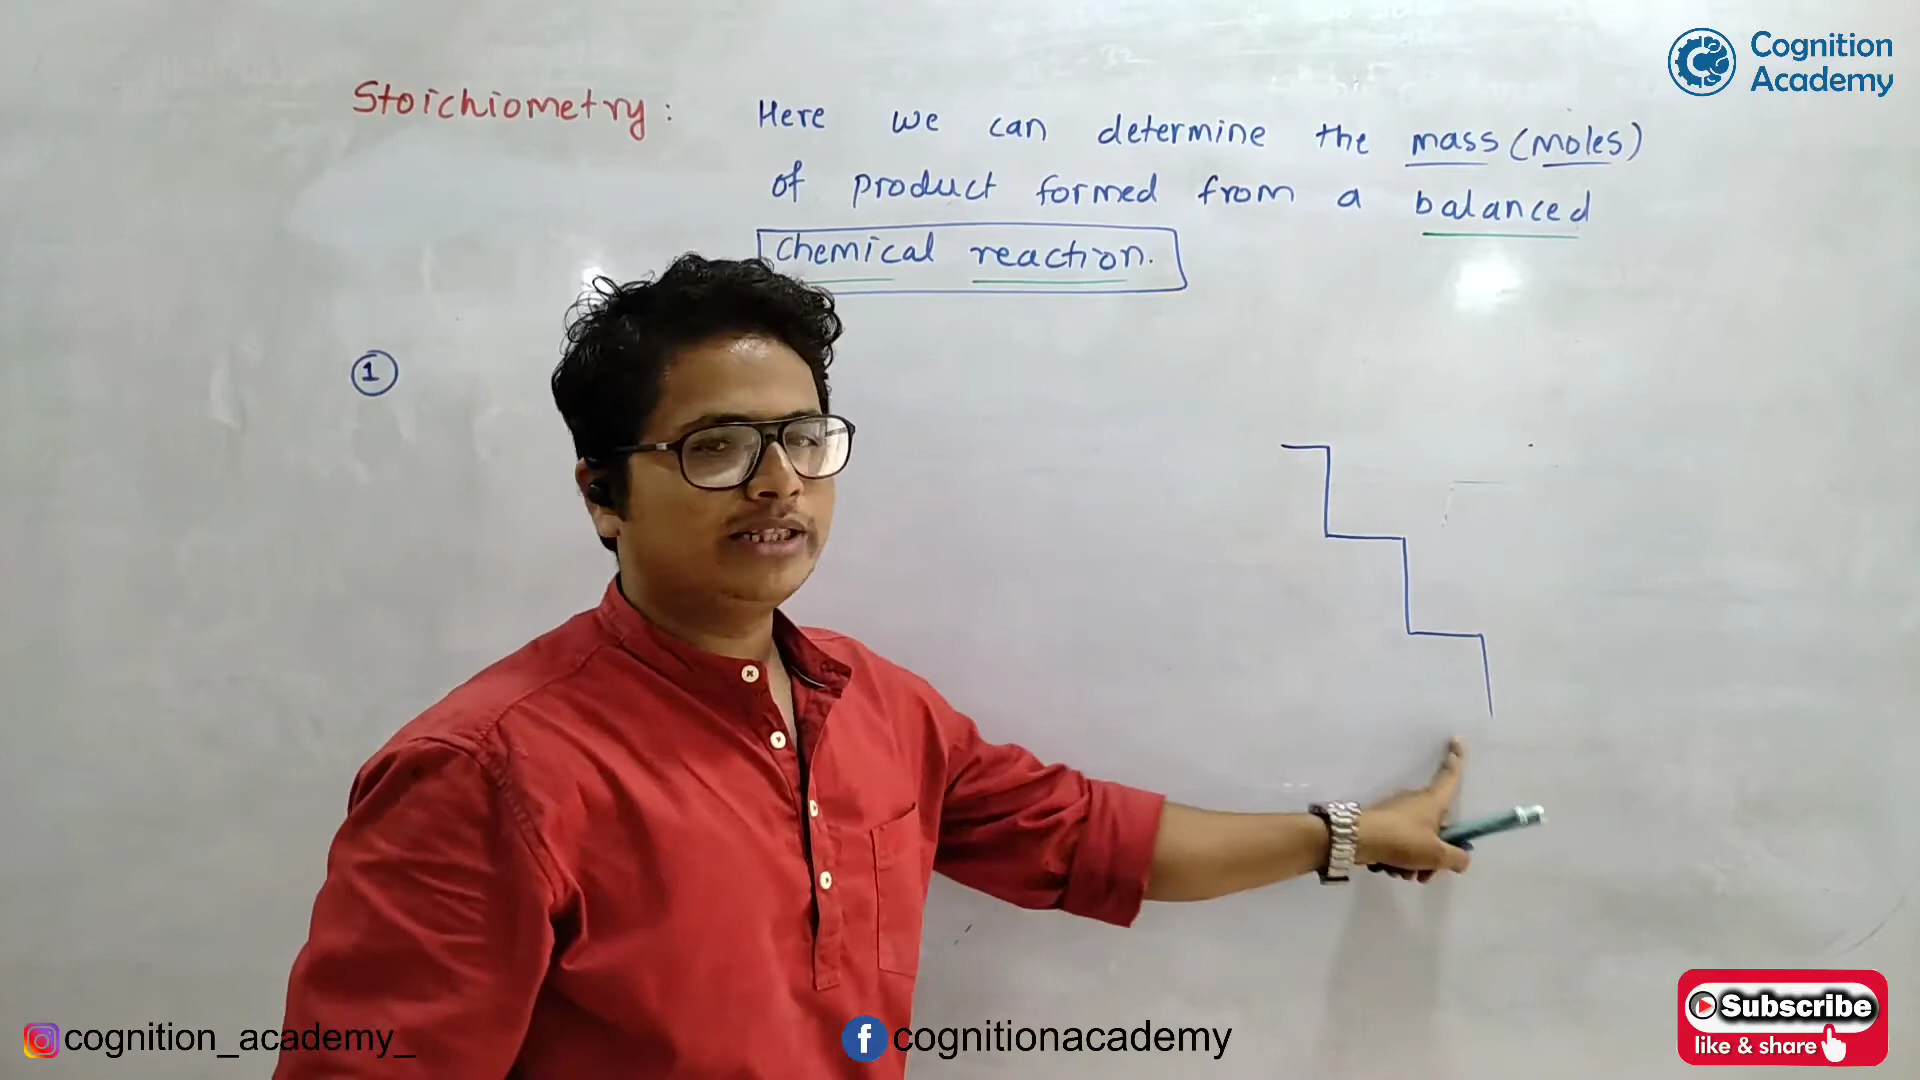 Cognition
Academy
Stoichiometry : Here we can determine the mass (moles)
of product formed from a balanced
chemical reaction.
1
Subscribe
like & share
cognition_academy_
cognitionacademy